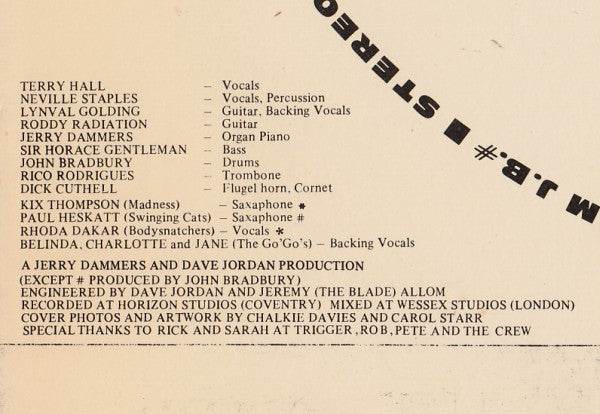 STEREO ■ # M J.B.
TERRY HALL – Vocals
NEVILLE STAPLES – Vocals, Percussion
LYNVAL GOLDING – Guitar, Backing Vocals
RODDY RADIATION – Guitar
JERRY DAMMERS – Organ Piano
SIR HORACE GENTLEMAN – Bass
JOHN BRADBURY – Drums
RICO RODRIGUES – Trombone
DICK CUTHELL – Flugel horn, Cornet
KIX THOMPSON (Madness) – Saxaphone *
PAUL HESKATT (Swinging Cats) – Saxophone #
RHODA DAKAR (Bodysnatchers) – Vocals *
BELINDA, CHARLOTTE and JANE (The Go'Go's) – Backing Vocals
A JERRY DAMMERS AND DAVE JORDAN PRODUCTION
(EXCEPT # PRODUCED BY JOHN BRADBURY)
ENGINEERED BY DAVE JORDAN AND JEREMY (THE BLADE) ALLOM
RECORDED AT HORIZON STUDIOS (COVENTRY) MIXED AT WESSEX STUDIOS (LONDON)
COVER PHOTOS AND ARTWORK BY CHALKIE DAVIES AND CAROL STARR
SPECIAL THANKS TO RICK AND SARAH AT TRIGGER, ROB, PETE AND THE CREW